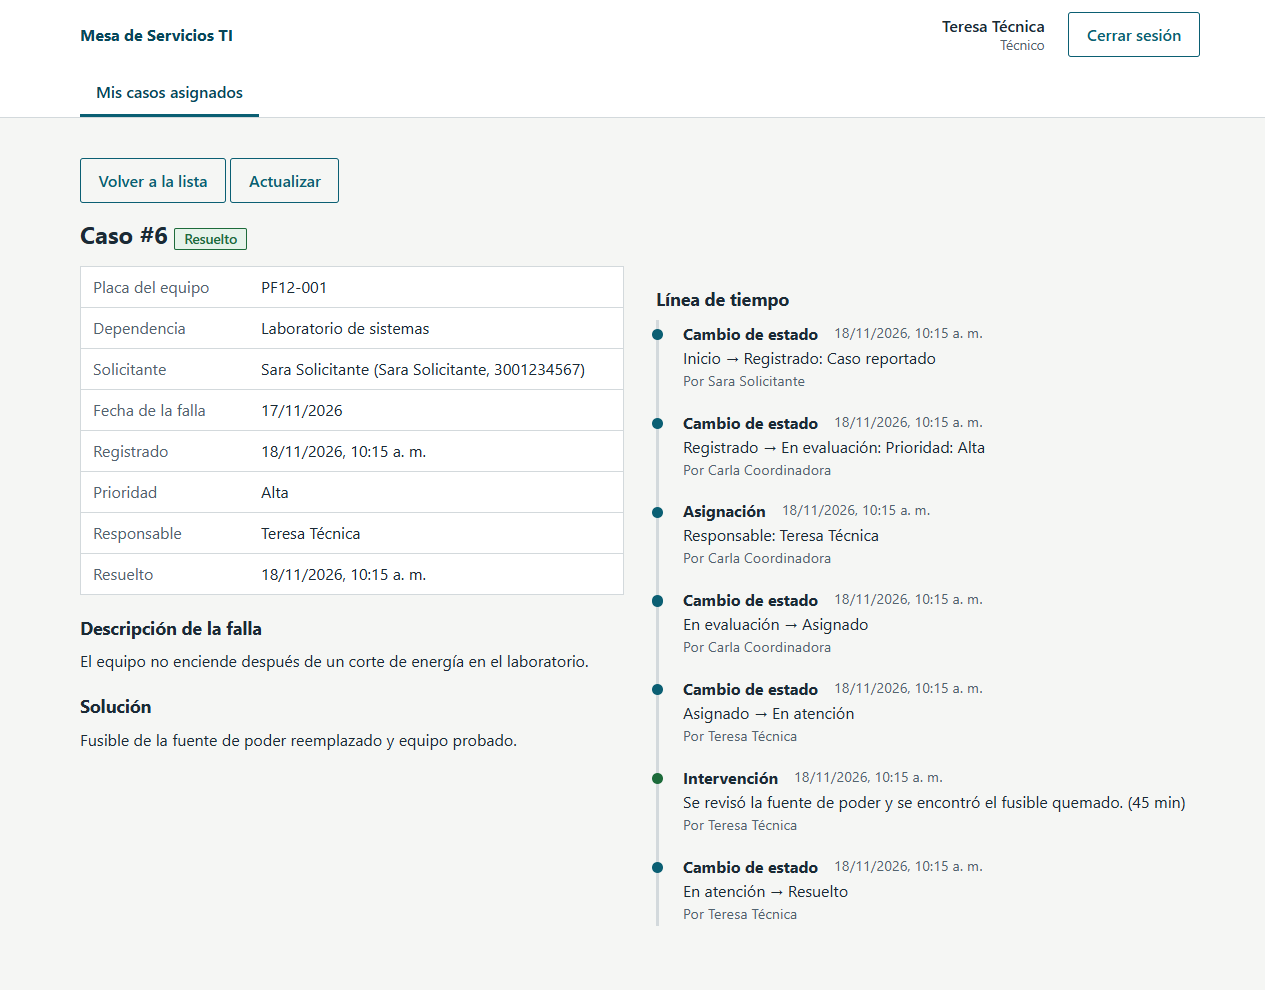 Mesa de Servicios TI
Teresa Técnica
Técnico
Cerrar sesión
Mis casos asignados
Volver a la lista
Actualizar
Caso #6 Resuelto
Placa del equipo PF12-001
Dependencia Laboratorio de sistemas
Solicitante Sara Solicitante (Sara Solicitante, 3001234567)
Fecha de la falla 17/11/2026
Registrado 18/11/2026, 10:15 a. m.
Prioridad Alta
Responsable Teresa Técnica
Resuelto 18/11/2026, 10:15 a. m.
Descripción de la falla
El equipo no enciende después de un corte de energía en el laboratorio.
Solución
Fusible de la fuente de poder reemplazado y equipo probado.
Línea de tiempo
Cambio de estado 18/11/2026, 10:15 a. m.
Inicio → Registrado: Caso reportado
Por Sara Solicitante
Cambio de estado 18/11/2026, 10:15 a. m.
Registrado → En evaluación: Prioridad: Alta
Por Carla Coordinadora
Asignación 18/11/2026, 10:15 a. m.
Responsable: Teresa Técnica
Por Carla Coordinadora
Cambio de estado 18/11/2026, 10:15 a. m.
En evaluación → Asignado
Por Carla Coordinadora
Cambio de estado 18/11/2026, 10:15 a. m.
Asignado → En atención
Por Teresa Técnica
Intervención 18/11/2026, 10:15 a. m.
Se revisó la fuente de poder y se encontró el fusible quemado. (45 min)
Por Teresa Técnica
Cambio de estado 18/11/2026, 10:15 a. m.
En atención → Resuelto
Por Teresa Técnica